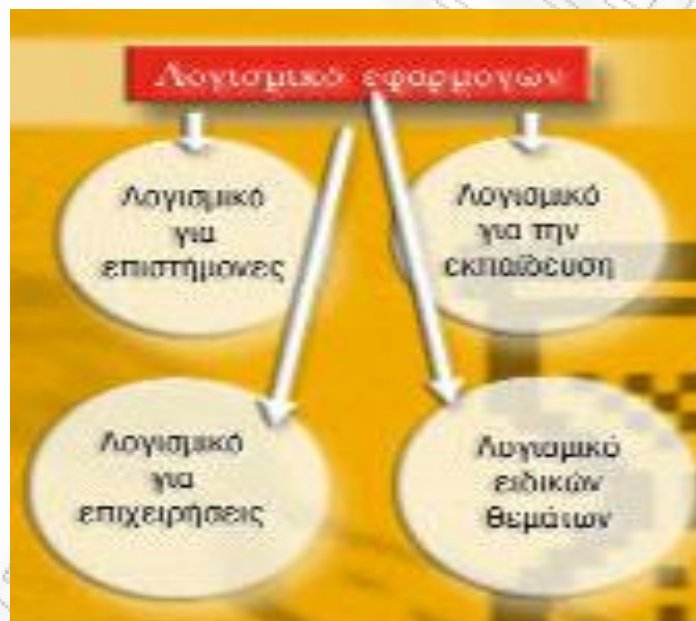 Λογισμικό εφαρμογών
Λογισμικό
για
επιστήμονες
Λογισμικό
για την
εκπαίδευση
Λογισμικό
για
επιχειρήσεις
Λογισμικό
ειδικών
θεμάτων